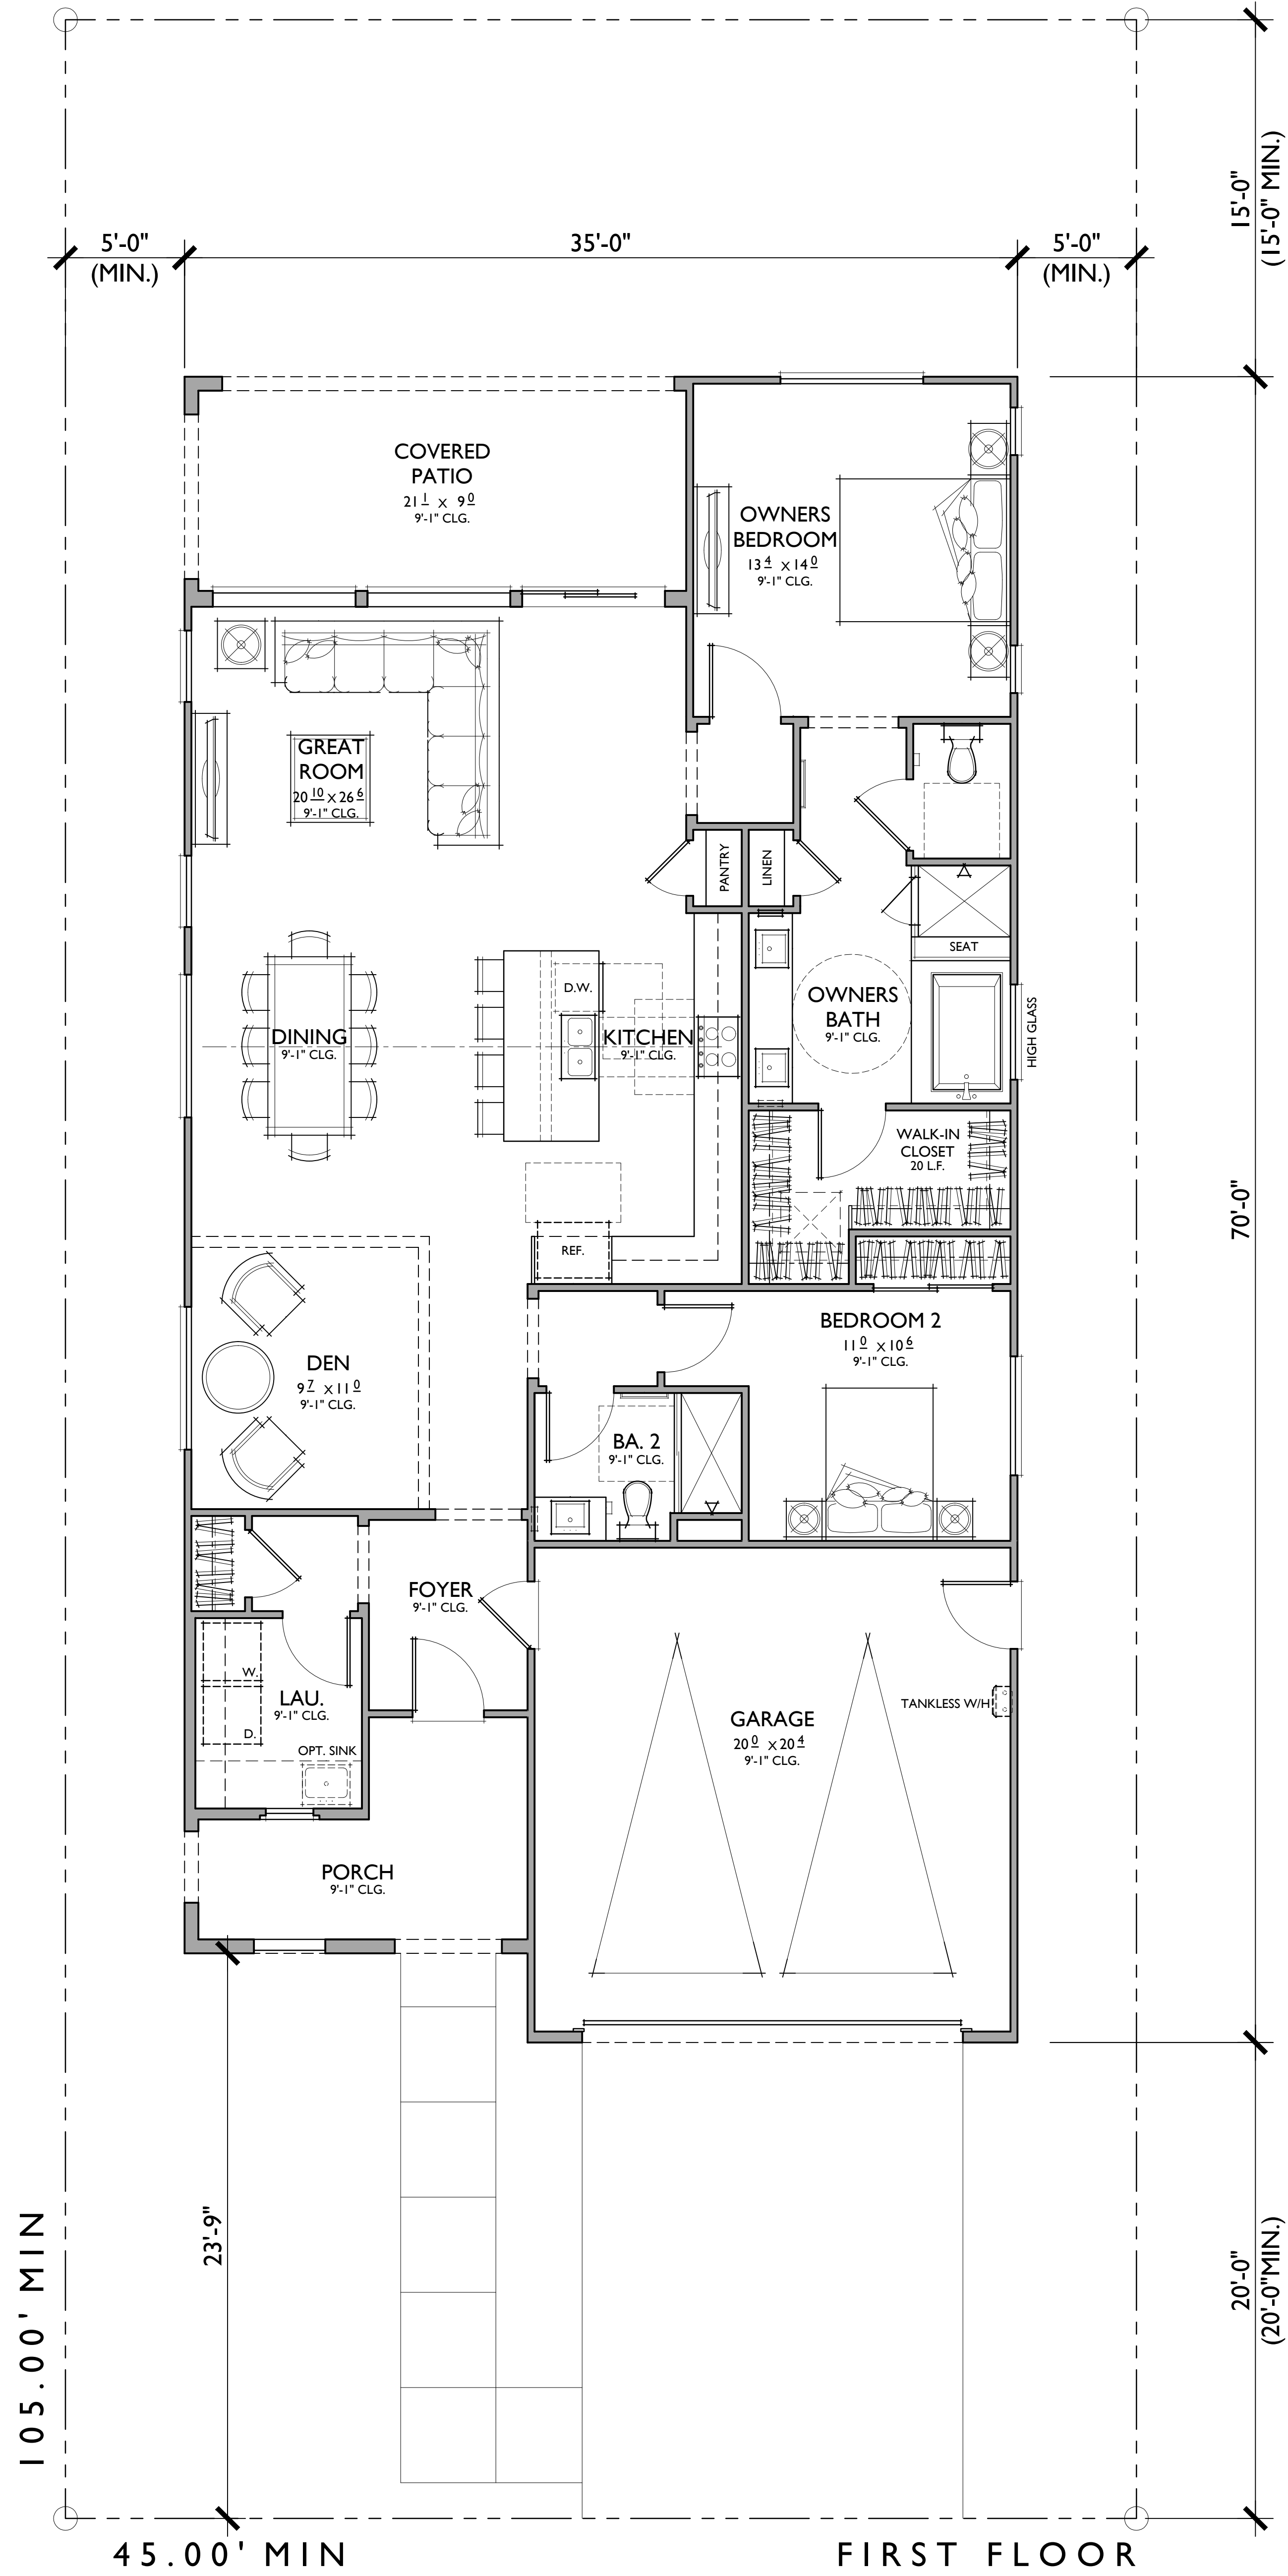 15'-0"
(15'-0" MIN.)
5'-0"
(MIN.)
35'-0"
5'-0"
(MIN.)
COVERED
PATIO
21 1 X 9 0
9'-1" CLG.
OWNERS
BEDROOM
13 4 X 14 0
9'-1" CLG.
GREAT
ROOM
20 10 X 26 6
9'-1" CLG.
PANTRY
LINEN
SEAT
D.W.
DINING
9'-1" CLG.
KITCHEN
9'-1" CLG.
OWNERS
BATH
9'-1" CLG.
HIGH GLASS
WALK-IN
CLOSET
20 L.F.
70'-0"
REF.
BEDROOM 2
11 0 X 10 6
9'-1" CLG.
DEN
9 7 X 11 0
9'-1" CLG.
BA. 2
9'-1" CLG.
FOYER
9'-1" CLG.
W.
LAU.
9'-1" CLG.
D.
OPT. SINK
TANKLESS W/H
GARAGE
20 0 X 20 4
9'-1" CLG.
PORCH
9'-1" CLG.
23'-9"
20'-0"
(20'-0"MIN.)
105.00' MIN
45.00' MIN
FIRST FLOOR